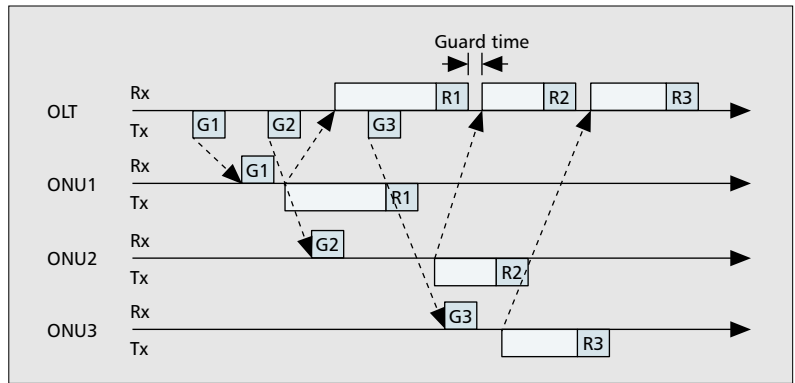 Guard time
Rx
R1
R2
R3
OLT
Tx
G1
G2
G3
Rx
G1
ONU1
Tx
R1
Rx
G2
ONU2
Tx
R2
Rx
G3
ONU3
Tx
R3